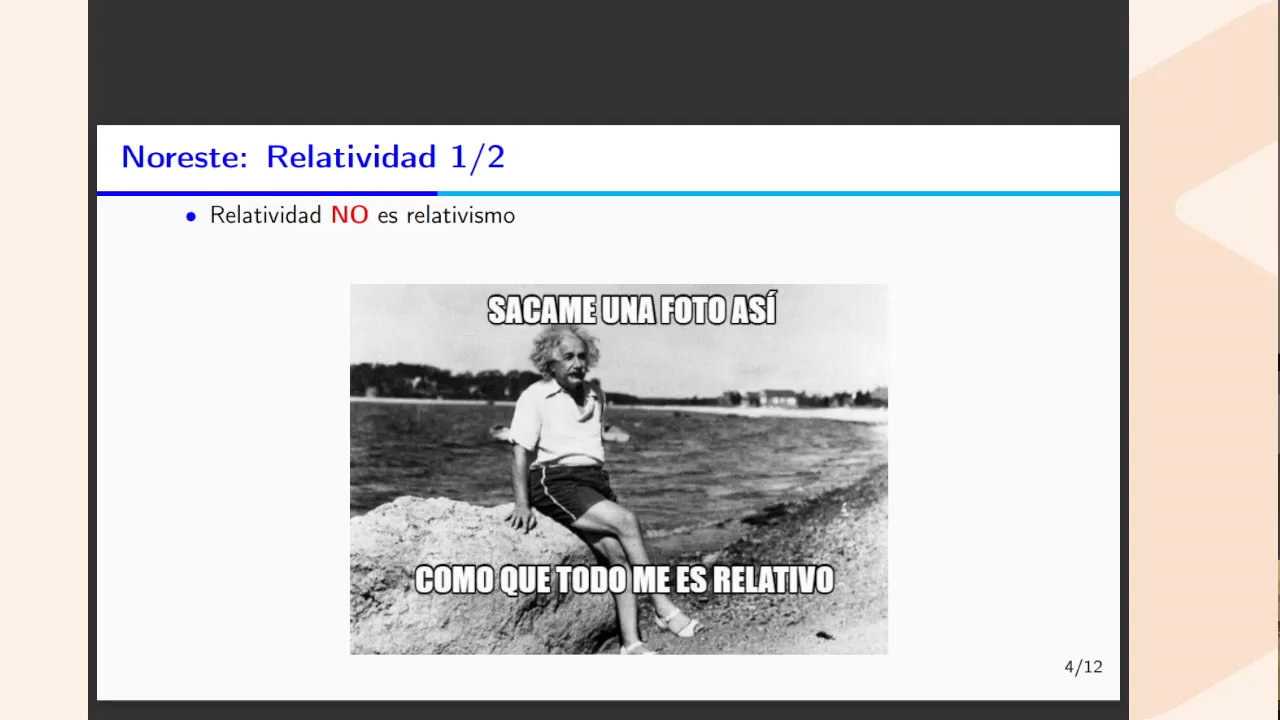 Noreste: Relatividad 1/2
• Relatividad NO es relativismo
SACAME UNA FOTO ASÍ
COMO QUE TODO ME ES RELATIVO
4/12